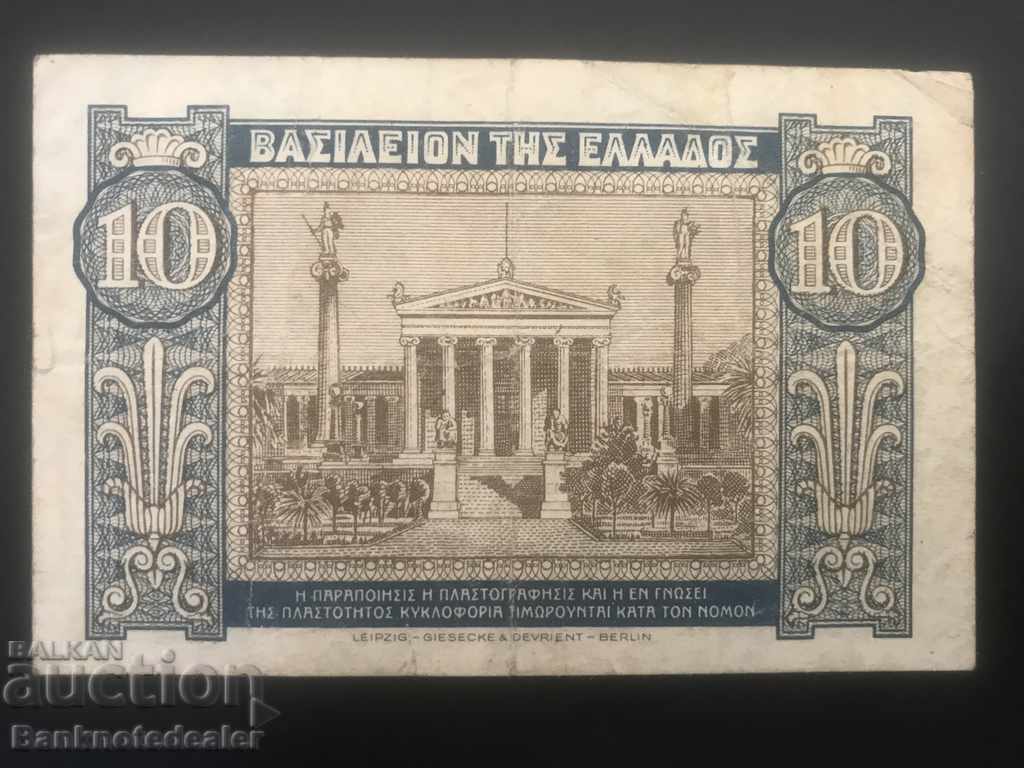 ΒΑΣΙΛΕΙΟΝ ΤΗΣ ΕΛΛΑΔΟΣ
10 10
Η ΠΑΡΑΠΟΙΗΣΙΣ Η ΠΛΑΣΤΟΓΡΑΦΗΣΙΣ ΚΑΙ Η ΕΝ ΓΝΩΣΕΙ
ΤΗΣ ΠΛΑΣΤΟΤΗΤΟΣ ΚΥΚΛΟΦΟΡΙΑ ΤΙΜΩΡΟΥΝΤΑΙ ΚΑΤΑ ΤΟΝ ΝΟΜΟΝ
LEIPZIG, - GIESECKE & DEVRIENT - BERLIN
BALKAN
auction
Banknotedealer